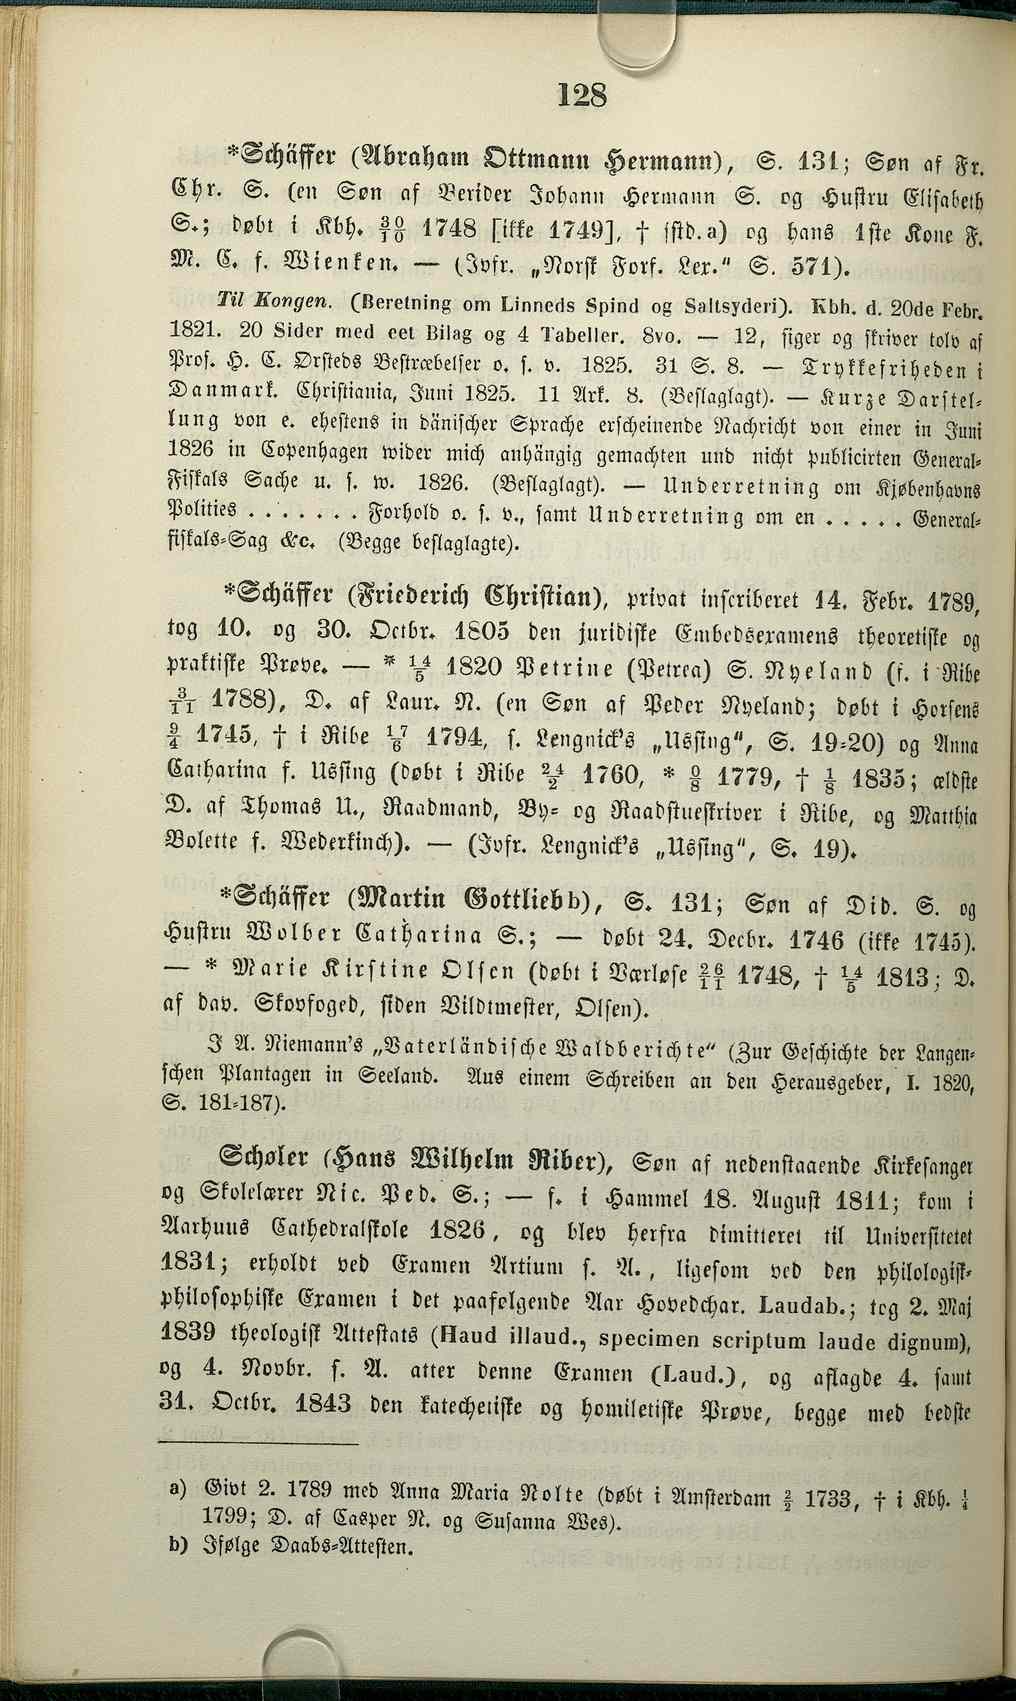 128
*Schäffer (Abraham Ottmann Hermann), S. 131; Søn af Fr.
Chr. S. (en Søn af Berider Johann Hermann S. og Hustru Elisabeth
S.; døbt i Kbh. 30/10 1748 [ikke 1749], † sstd. a) og hans 1ste Kone F.
M. C. f. Wienken. — (Jvfr. „Norsk Forf. Lex.“ S. 571).
Til Kongen. (Beretning om Linneds Spind og Saltsyderi). Kbh. d. 20de Febr.
1821. 20 Sider med eet Bilag og 4 Tabeller. 8vo. — 12, siger og skriver tolv af
Prof. H. C. Ørsteds Bestræbelser o. s. v. 1825. 31 S. 8. — Trykkefriheden i
Danmark. Christiania, Juni 1825. 11 Ark. 8. (Beslaglagt). — Kurze Darstel-
lung von e. ehestens in dänischer Sprache erscheinende Nachricht von einer in Juni
1826 in Copenhagen wider mich anhängig gemachten und nicht publicirten General-
Fiskals Sache u. s. w. 1826. (Beslaglagt). — Underretning om Kjøbenhavns
Polities . . . . . . . Forhold o. s. v., samt Underretning om en . . . . . General-
fiskals-Sag &c. (Begge beslaglagte).
*Schäffer (Friederich Christian), privat inscriberet 14. Febr. 1789,
tog 10. og 30. Octbr. 1805 den juridiske Embedsexamens theoretiske og
praktiske Prøve. — * 14/5 1820 Petrine (Petrea) S. Nyeland (f. i Ribe
3/11 1788), D. af Laur. N. (en Søn af Peder Nyeland; døbt i Horsens
9/4 1745, † i Ribe 17/6 1794, s. Lengnick's „Ussing“, S. 19-20) og Anna
Catharina f. Ussing (døbt i Ribe 24/2 1760, * 0/8 1779, † 1/8 1835; ældste
D. af Thomas U., Raadmand, By- og Raadstueskriver i Ribe, og Matthia
Bolette f. Wederkinch). — (Jvfr. Lengnick's „Ussing“, S. 19).
*Schäffer (Martin Gottlieb b), S. 131; Søn af Did. S. og
Hustru Wolber Catharina S.; — døbt 24. Decbr. 1746 (ikke 1745).
— * Marie Kirstine Olsen (døbt i Værløse 26/11 1748, † 14/5 1813; D.
af dav. Skovfoged, siden Vildtmester, Olsen).
I A. Niemann's „Vaterländische Waldberichte“ (Zur Geschichte der Langen-
schen Plantagen in Seeland. Aus einem Schreiben an den Herausgeber, I. 1820,
S. 181-187).
Schøler (Hans Wilhelm Riber), Søn af nedenstaaende Kirkesanger
og Skolelærer Nic. Ped. S.; — f. i Hammel 18. August 1811; kom i
Aarhuus Cathedralskole 1826, og blev herfra dimitteret til Universitetet
1831; erholdt ved Examen Artium s. A., ligesom ved den philologisk-
philosophiske Examen i det paafølgende Aar Hovedchar. Laudab.; tog 2. Maj
1839 theologisk Attestats (Haud illaud., specimen scriptum laude dignum),
og 4. Novbr. s. A. atter denne Examen (Laud.), og aflagde 4. samt
31. Octbr. 1843 den katechetiske og homiletiske Prøve, begge med bedste
a) Givt 2. 1789 med Anna Maria Nolte (døbt i Amsterdam 2/2 1733, † i Kbh. 1/4
1799; D. af Casper N. og Susanna Wes).
b) Ifølge Daabs-Attesten.